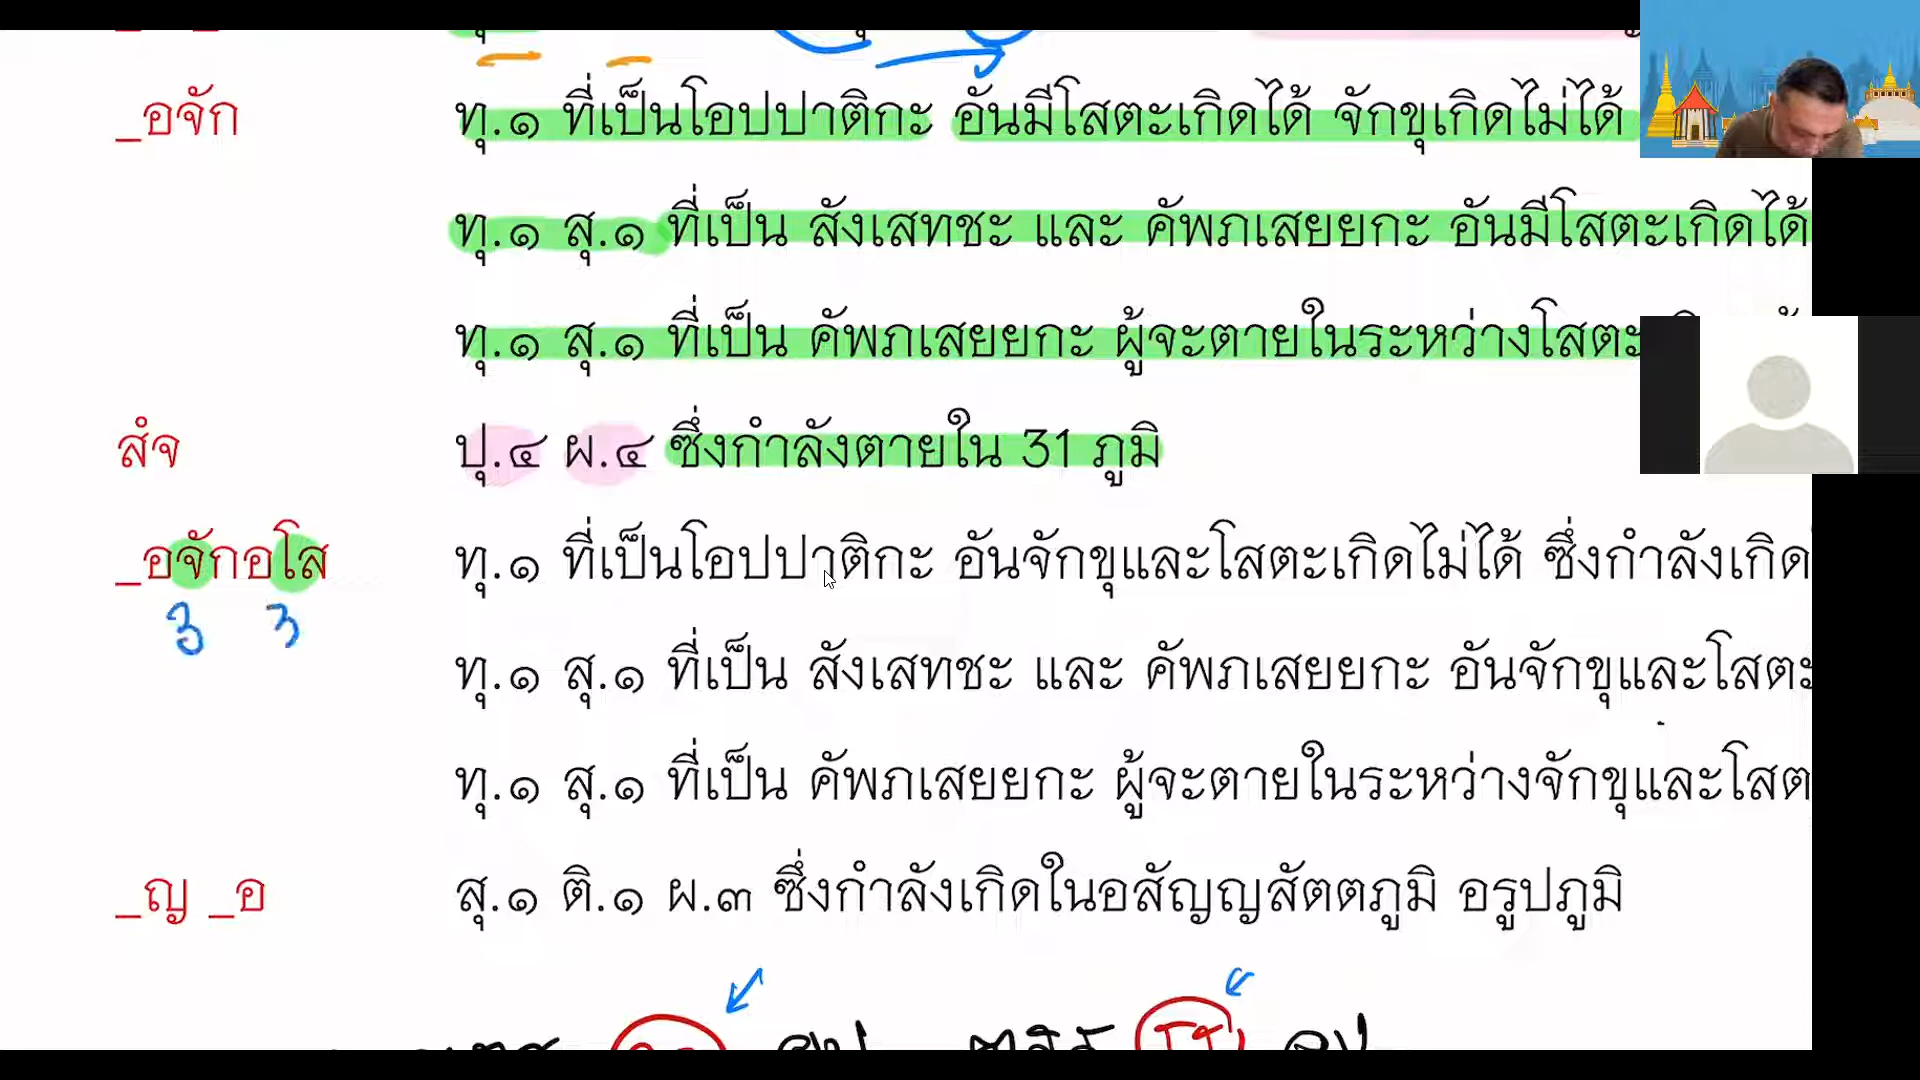 _อจัก ทุ.๑ ที่เป็นโอปปาติกะ อันมีโสตะเกิดได้ จักขุเกิดไม่ได้
ทุ.๑ สุ.๑ ที่เป็น สังเสทชะ และ คัพภเสยยกะ อันมีโสตะเกิดได้
ทุ.๑ สุ.๑ ที่เป็น คัพภเสยยกะ ผู้จะตายในระหว่างโสตะ
สํจ ปุ.๔ ผ.๔ ซึ่งกำลังตายใน 31 ภูมิ
_อจักอโส ทุ.๑ ที่เป็นโอปปาติกะ อันจักขุและโสตะเกิดไม่ได้ ซึ่งกำลังเกิด
3 3
ทุ.๑ สุ.๑ ที่เป็น สังเสทชะ และ คัพภเสยยกะ อันจักขุและโสตะ
ทุ.๑ สุ.๑ ที่เป็น คัพภเสยยกะ ผู้จะตายในระหว่างจักขุและโสต
_ญ _อ สุ.๑ ติ.๑ ผ.๓ ซึ่งกำลังเกิดในอสัญญสัตตภูมิ อรูปภูมิ